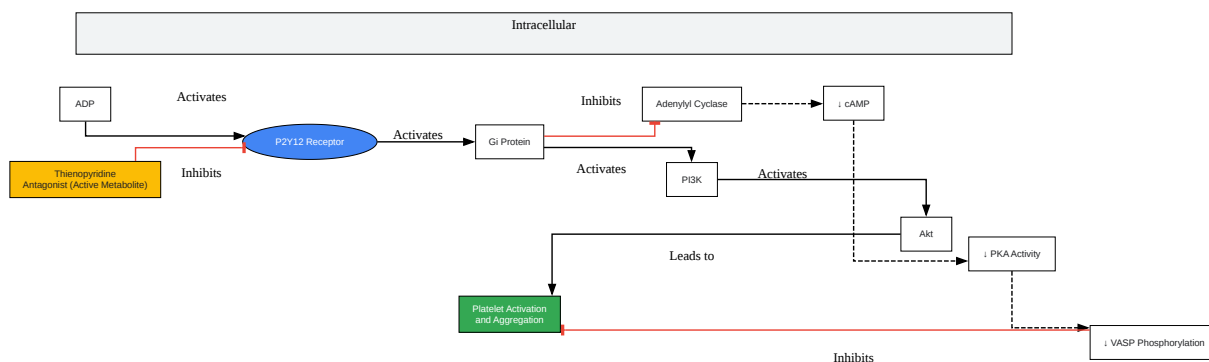 Intracellular
ADP
Activates
Inhibits
Adenylyl Cyclase
↓ cAMP
P2Y12 Receptor
Activates
Gi Protein
Thienopyridine
Antagonist (Active Metabolite)
Inhibits
Activates
PI3K
Activates
Akt
Leads to
↓ PKA Activity
Platelet Activation
and Aggregation
↓ VASP Phosphorylation
Inhibits